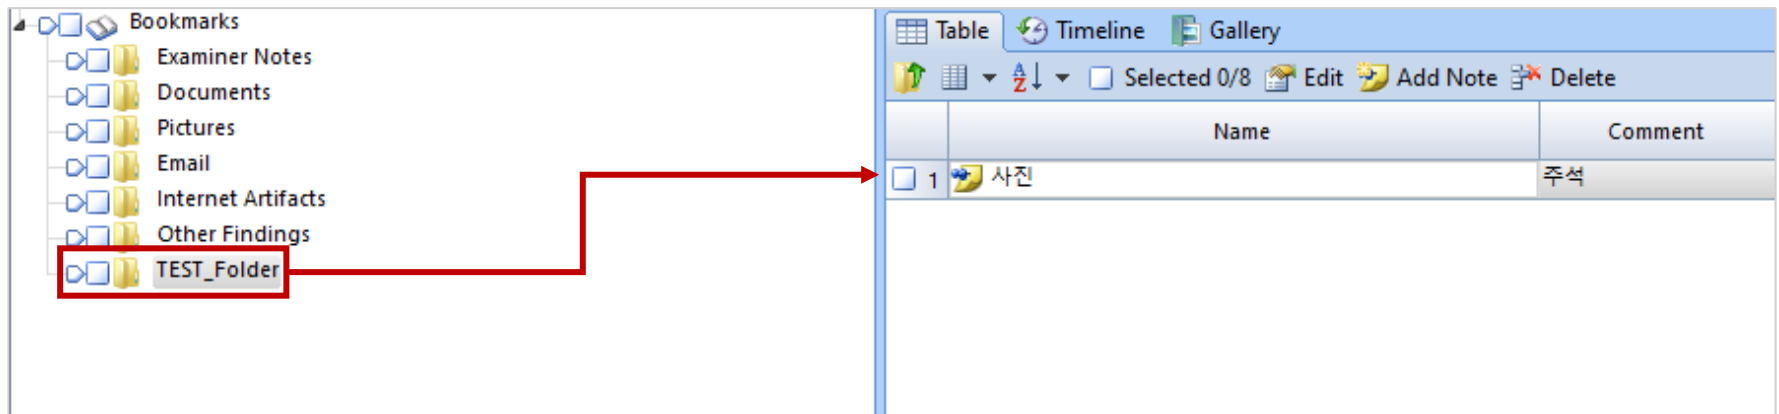 Bookmarks
Examiner Notes
Documents
Pictures
Email
Internet Artifacts
Other Findings
TEST_Folder
Table Timeline Gallery
Selected 0/8 Edit Add Note Delete
Name Comment
1 사진 주석